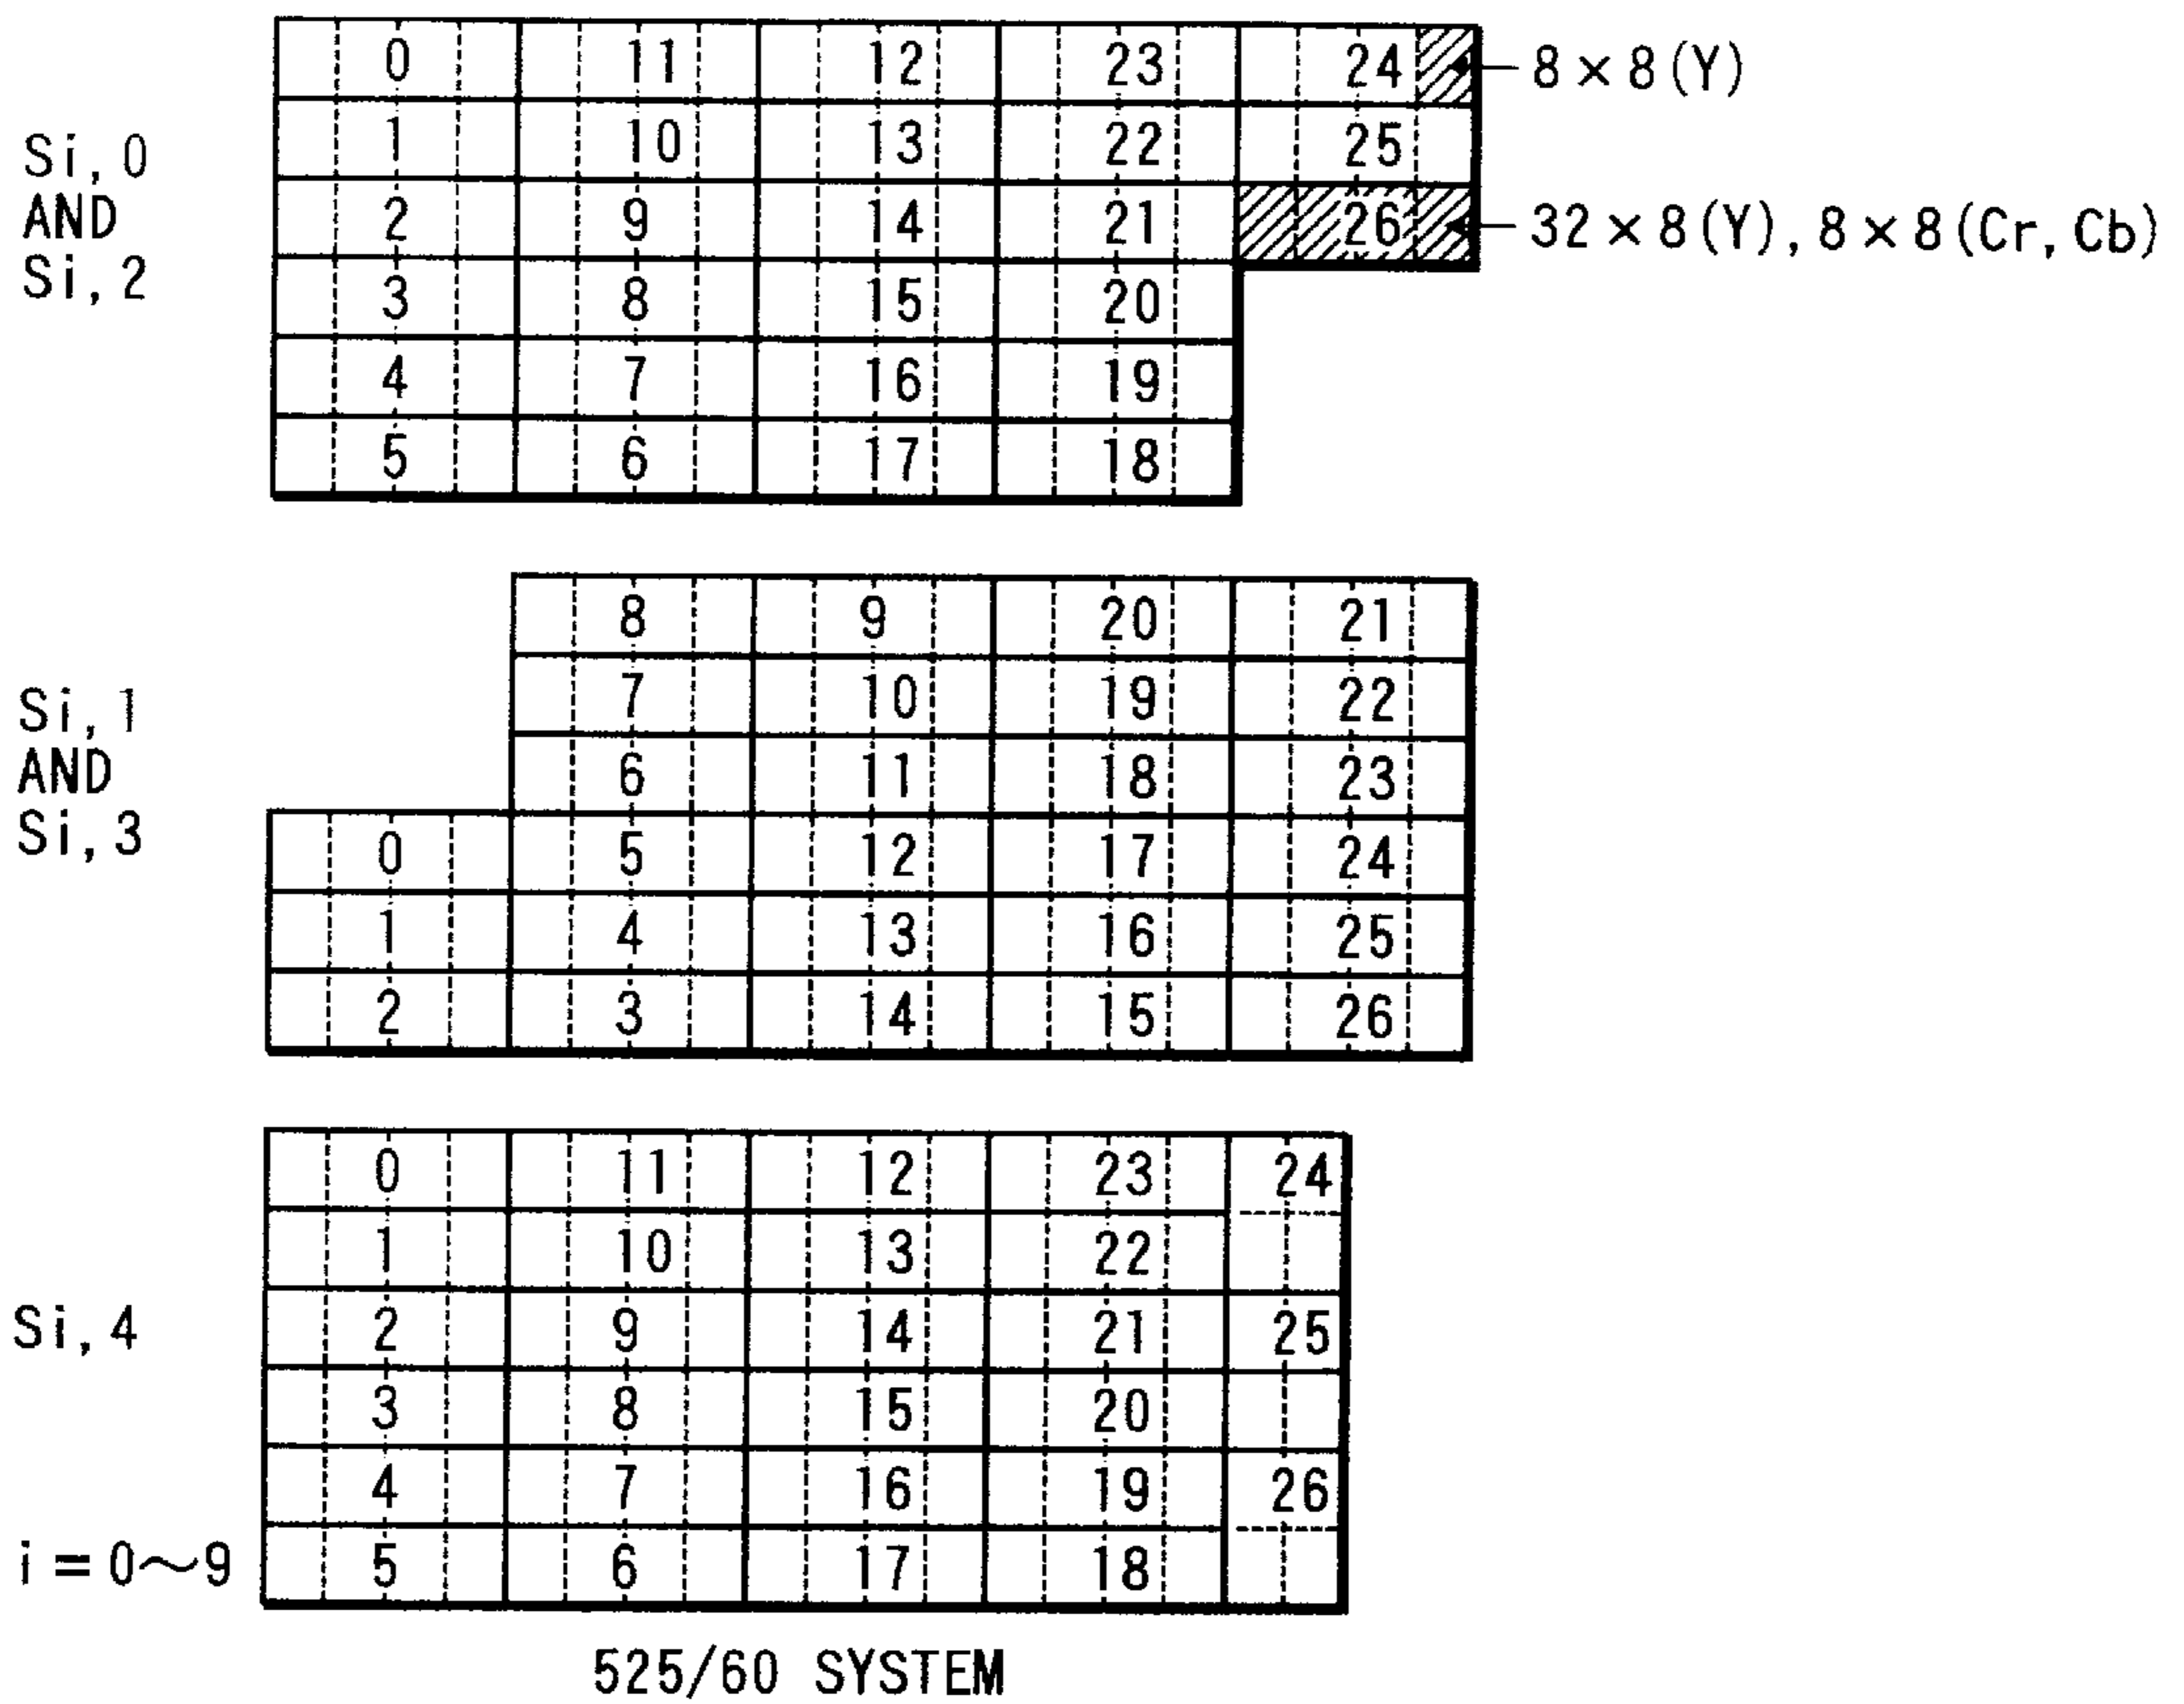 0 11 12 23 24 8×8(Y)
1 10 13 22 25
2 9 14 21 26 32×8(Y), 8×8(Cr, Cb)
3 8 15 20
4 7 16 19
5 6 17 18
Si, 0
AND
Si, 2
8 9 20 21
7 10 19 22
6 11 18 23
0 5 12 17 24
1 4 13 16 25
2 3 14 15 26
Si, 1
AND
Si, 3
0 11 12 23 24
1 10 13 22
2 9 14 21 25
3 8 15 20
4 7 16 19 26
5 6 17 18
Si, 4
i=0~9
525/60 SYSTEM